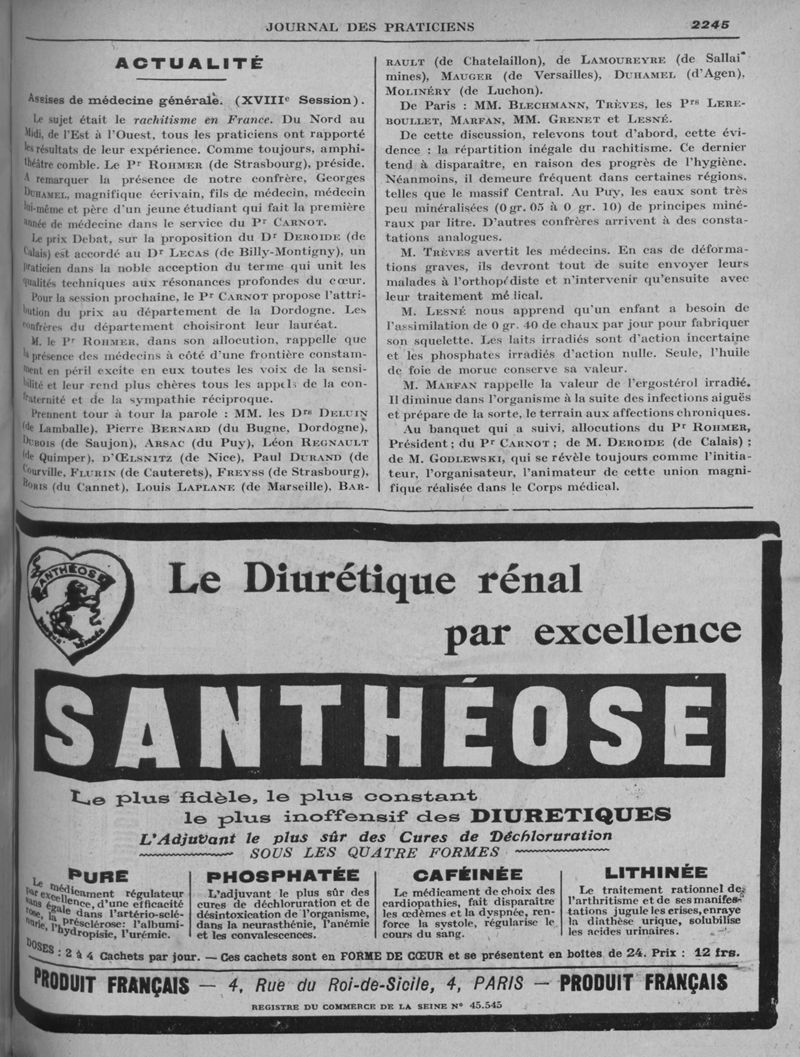 JOURNAL DES PRATICIENS 2245
ACTUALITÉ
Assises de médecine générale. (XVIIIe Session).
Le sujet était le rachitisme en France. Du Nord au
Midi, de l'Est à l'Ouest, tous les praticiens ont rapporté
les résultats de leur expérience. Comme toujours, amphi-
théâtre comble. Le Pr ROHMER (de Strasbourg), préside.
A remarquer la présence de notre confrère, Georges
DUHAMEL, magnifique écrivain, fils de médecin, médecin
lui-même et père d'un jeune étudiant qui fait la première
année de médecine dans le service du Pr CARNOT.
Le prix Debat, sur la proposition du Dr DEROIDE (de
Calais) est accordé au Dr LECAS (de Billy-Montigny), un
praticien dans la noble acception du terme qui unit les
qualités techniques aux résonances profondes du cœur.
Pour la session prochaine, le Pr CARNOT propose l'attri-
bution du prix au département de la Dordogne. Les
confrères du département choisiront leur lauréat.
M. le Pr ROHMER, dans son allocution, rappelle que
la présence des médecins à côté d'une frontière constam-
ment en péril excite en eux toutes les voix de la sensi-
bilité et leur rend plus chères tous les appels de la con-
fraternité et de la sympathie réciproque.
Prennent tour à tour la parole : MM. les Drs DELUIN
(de Lamballe), Pierre BERNARD (du Bugne, Dordogne),
DUBOIS (de Saujon), ARSAC (du Puy), Léon REGNAULT
(de Quimper), D'ŒLSNITZ (de Nice), Paul DURAND (de
Courville, FLURIN (de Cauterets), FREYSS (de Strasbourg),
BORIS (du Cannet), Louis LAPLANE (de Marseille), BAR-
RAULT (de Chatelaillon), de LAMOUREYRE (de Sallai
mines), MAUGER (de Versailles), DUHAMEL (d'Agen),
MOLINÉRY (de Luchon).
De Paris : MM. BLECHMANN, TRÈVES, les Prs LERE-
BOULLET, MARFAN, MM. GRENET et LESNÉ.
De cette discussion, relevons tout d'abord, cette évi-
dence : la répartition inégale du rachitisme. Ce dernier
tend à disparaître, en raison des progrès de l'hygiène.
Néanmoins, il demeure fréquent dans certaines régions,
telles que le massif Central. Au Puy, les eaux sont très
peu minéralisées (0 gr. 05 à 0 gr. 10) de principes miné-
raux par litre. D'autres confrères arrivent à des consta-
tations analogues.
M. TRÈVES avertit les médecins. En cas de déforma-
tions graves, ils devront tout de suite envoyer leurs
malades à l'orthopédiste et n'intervenir qu'ensuite avec
leur traitement médical.
M. LESNÉ nous apprend qu'un enfant a besoin de
l'assimilation de 0 gr. 40 de chaux par jour pour fabriquer
son squelette. Les laits irradiés sont d'action incertaine
et les phosphates irradiés d'action nulle. Seule, l'huile
de foie de morue conserve sa valeur.
M. MARFAN rappelle la valeur de l'ergostérol irradié.
Il diminue dans l'organisme à la suite des infections aiguës
et prépare de la sorte, le terrain aux affections chroniques.
Au banquet qui a suivi, allocutions du Pr ROHMER,
Président ; du Pr CARNOT ; de M. DEROIDE (de Calais) ;
de M. GODLEWSKI, qui se révèle toujours comme l'initia-
teur, l'organisateur, l'animateur de cette union magni-
fique réalisée dans le Corps médical.
SANTHÉOSE
Le Diurétique rénal
par excellence
SANTHÉOSE
Le plus fidèle, le plus constant
le plus inoffensif des DIURETIQUES
L'Adjuvant le plus sûr des Cures de Déchloruration
SOUS LES QUATRE FORMES
PURE
Le médicament régulateur
par excellence, d'une efficacité
sans égale dans l'artério-sclé-
rose, la présclérose: l'albumi-
nurie, l'hydropisie, l'urémie.
PHOSPHATÉE
L'adjuvant le plus sûr des
cures de déchloruration et de
désintoxication de l'organisme,
dans la neurasthénie, l'anémie
et les convalescences.
CAFÉINÉE
Le médicament de choix des
cardiopathies, fait disparaître
les œdèmes et la dyspnée, ren-
force la systole, régularise le
cours du sang.
LITHINÉE
Le traitement rationnel de
l'arthritisme et de ses manifes-
tations jugule les crises, enraye
la diathèse urique, solubilise
les acides urinaires.
DOSES : 2 à 4 Cachets par jour. — Ces cachets sont en FORME DE CŒUR et se présentent en boîtes de 24. Prix : 12 frs.
PRODUIT FRANÇAIS — 4, Rue du Roi-de-Sicile, 4, PARIS — PRODUIT FRANÇAIS
REGISTRE DU COMMERCE DE LA SEINE N° 45.545